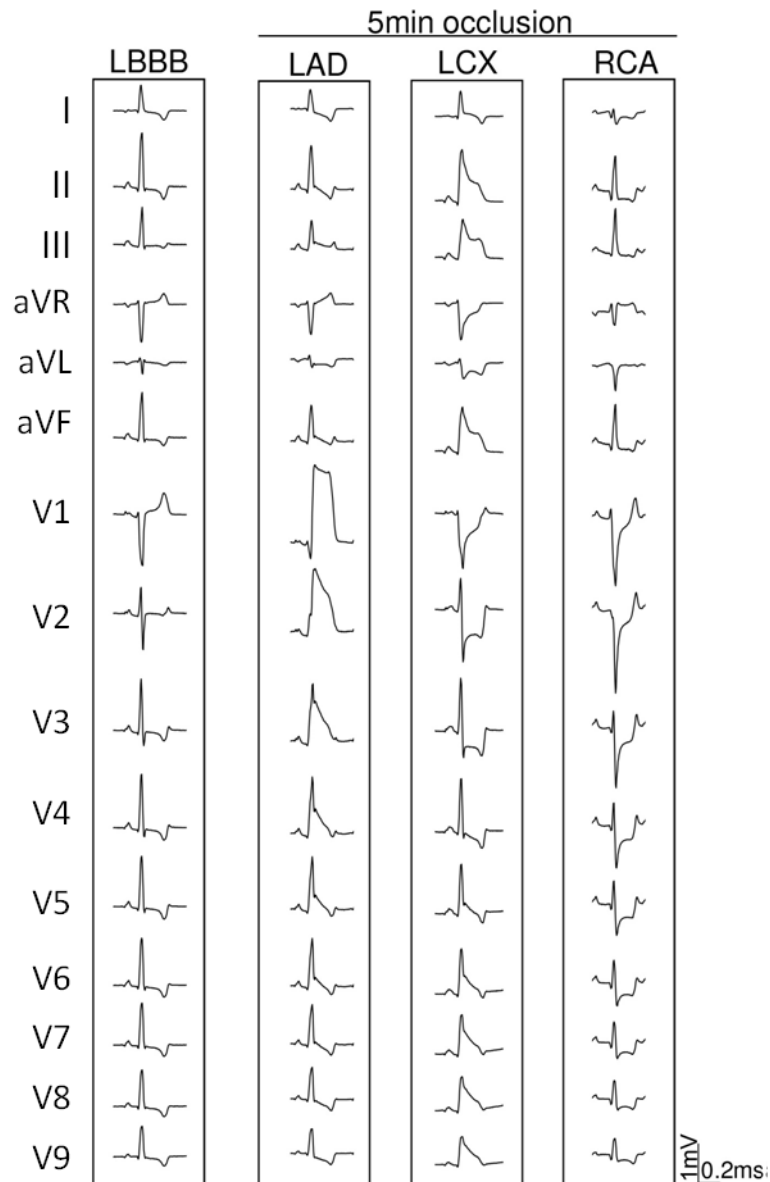 5min occlusion
LBBB LAD LCX RCA
I
II
III
aVR
aVL
aVF
V1
V2
V3
V4
V5
V6
V7
V8
V9
1mV
0.2ms